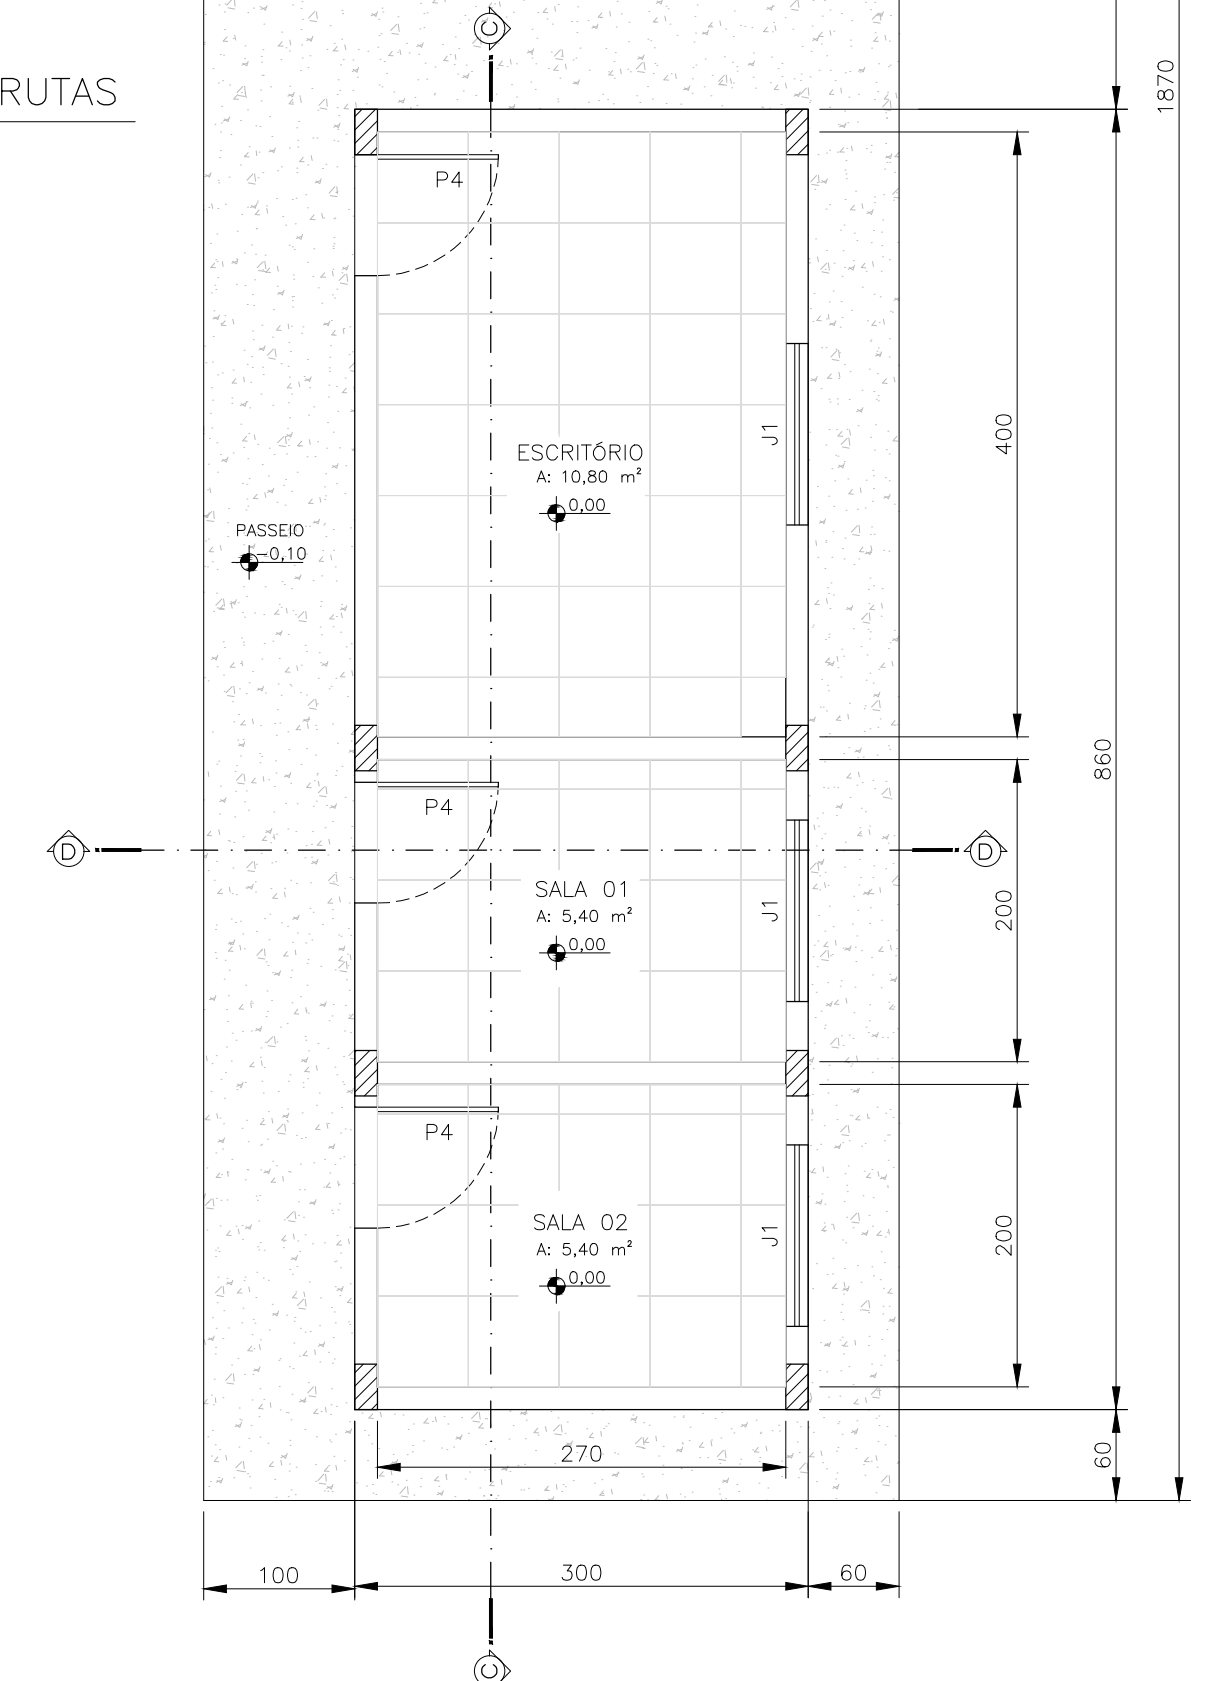 C
RUTAS
1870
P4
400
J1
ESCRITÓRIO
A: 10,80 m²
0,00
PASSEIO
-0,10
860
P4
D
D
SALA 01
A: 5,40 m²
0,00
J1
200
P4
SALA 02
A: 5,40 m²
0,00
J1
200
270
60
100
300
60
C